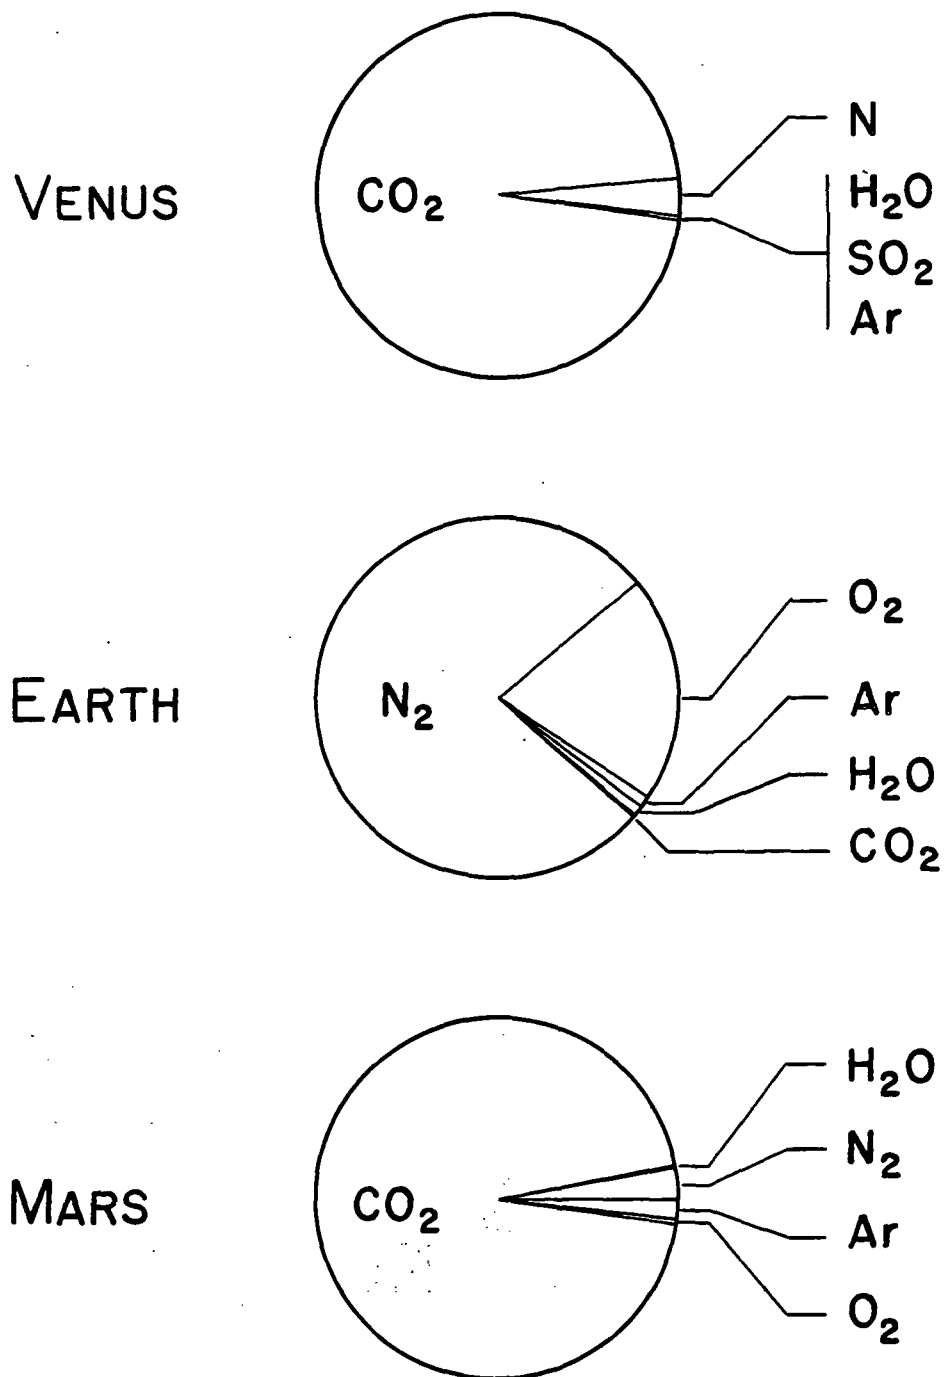 VENUS
CO₂
N
H₂O
SO₂
Ar
EARTH
N₂
O₂
Ar
H₂O
CO₂
MARS
CO₂
H₂O
N₂
Ar
O₂